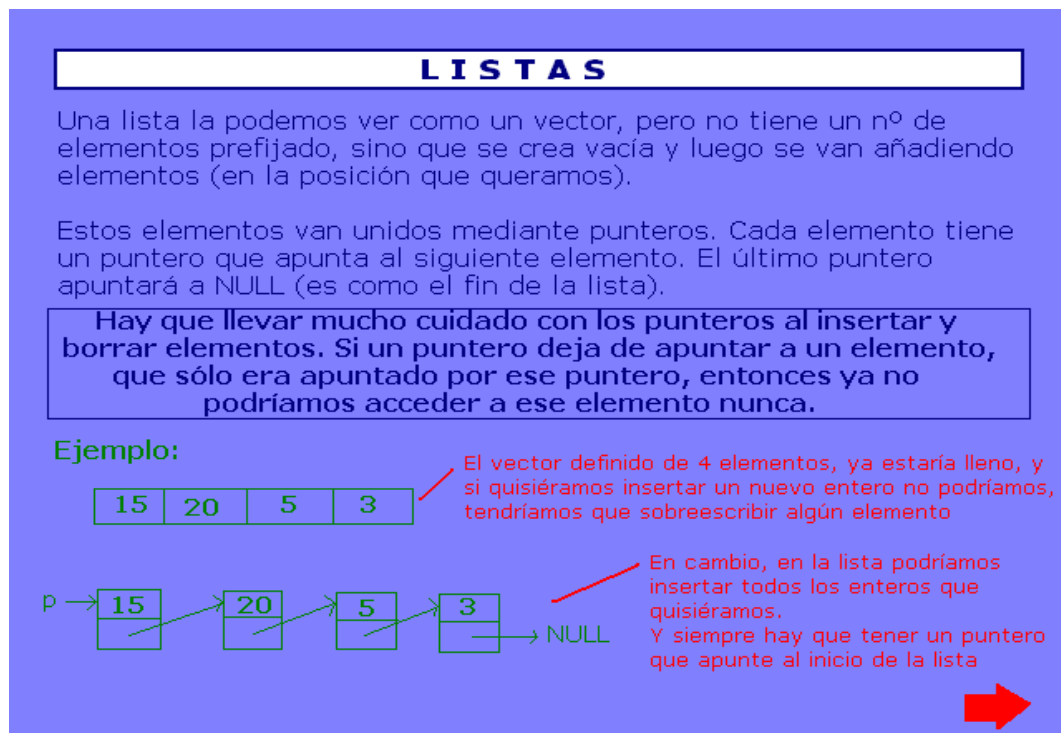 LISTAS
Una lista la podemos ver como un vector, pero no tiene un nº de
elementos prefijado, sino que se crea vacía y luego se van añadiendo
elementos (en la posición que queramos).
Estos elementos van unidos mediante punteros. Cada elemento tiene
un puntero que apunta al siguiente elemento. El último puntero
apuntará a NULL (es como el fin de la lista).
Hay que llevar mucho cuidado con los punteros al insertar y
borrar elementos. Si un puntero deja de apuntar a un elemento,
que sólo era apuntado por ese puntero, entonces ya no
podríamos acceder a ese elemento nunca.
Ejemplo:
El vector definido de 4 elementos, ya estaría lleno, y
si quisiéramos insertar un nuevo entero no podríamos,
tendríamos que sobreescribir algún elemento
15 20 5 3
En cambio, en la lista podríamos
insertar todos los enteros que
quisiéramos.
Y siempre hay que tener un puntero
que apunte al inicio de la lista
p 15 20 5 3
NULL